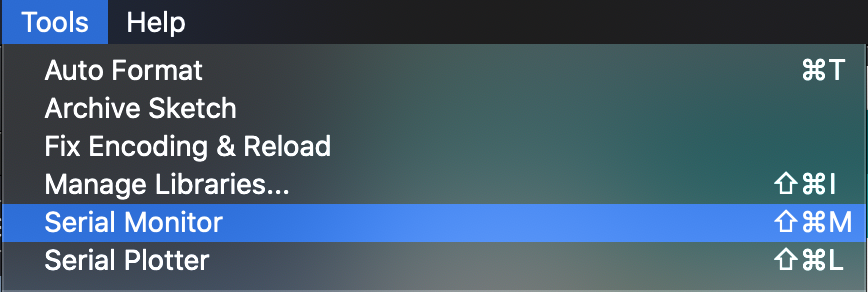 Tools Help
Auto Format ⌘T
Archive Sketch
Fix Encoding & Reload
Manage Libraries... ⇧⌘I
Serial Monitor ⇧⌘M
Serial Plotter ⇧⌘L